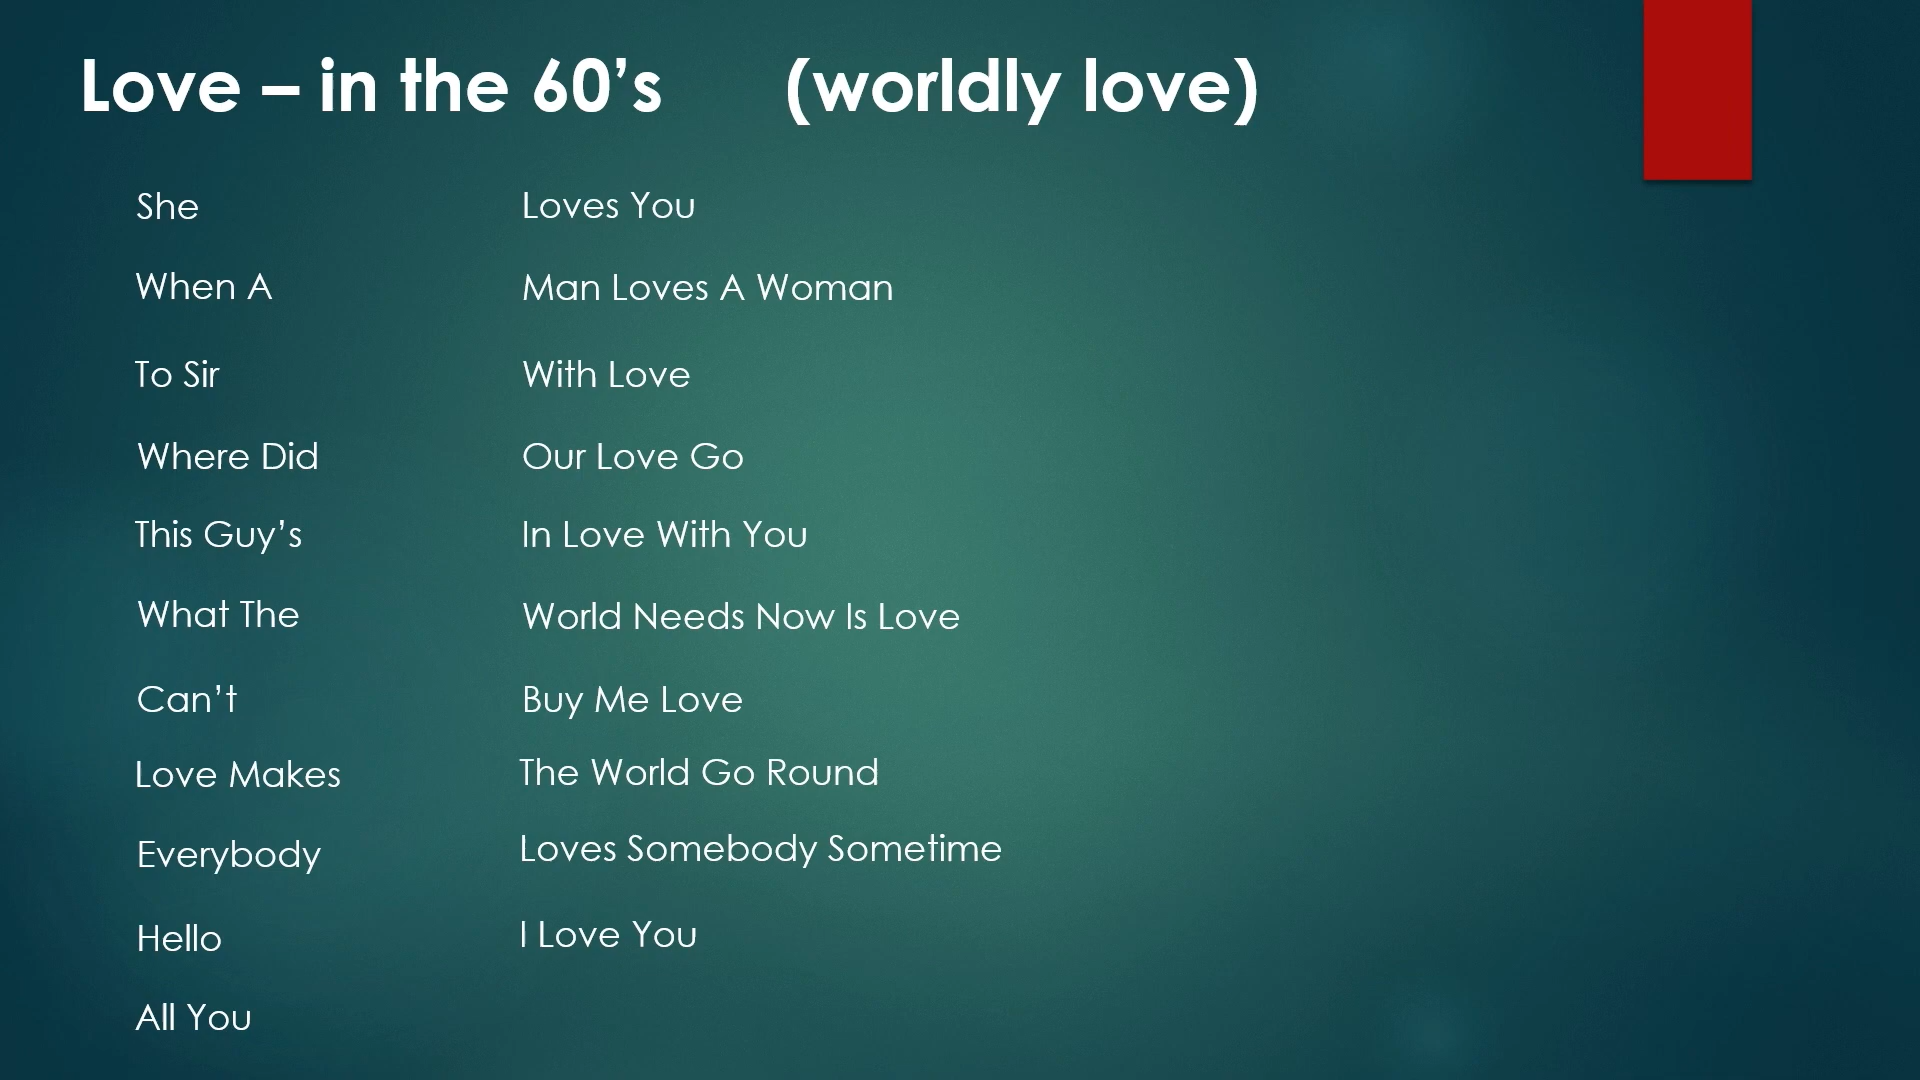 Love – in the 60’s (worldly love)
She Loves You
When A Man Loves A Woman
To Sir With Love
Where Did Our Love Go
This Guy’s In Love With You
What The World Needs Now Is Love
Can’t Buy Me Love
Love Makes The World Go Round
Everybody Loves Somebody Sometime
Hello I Love You
All You